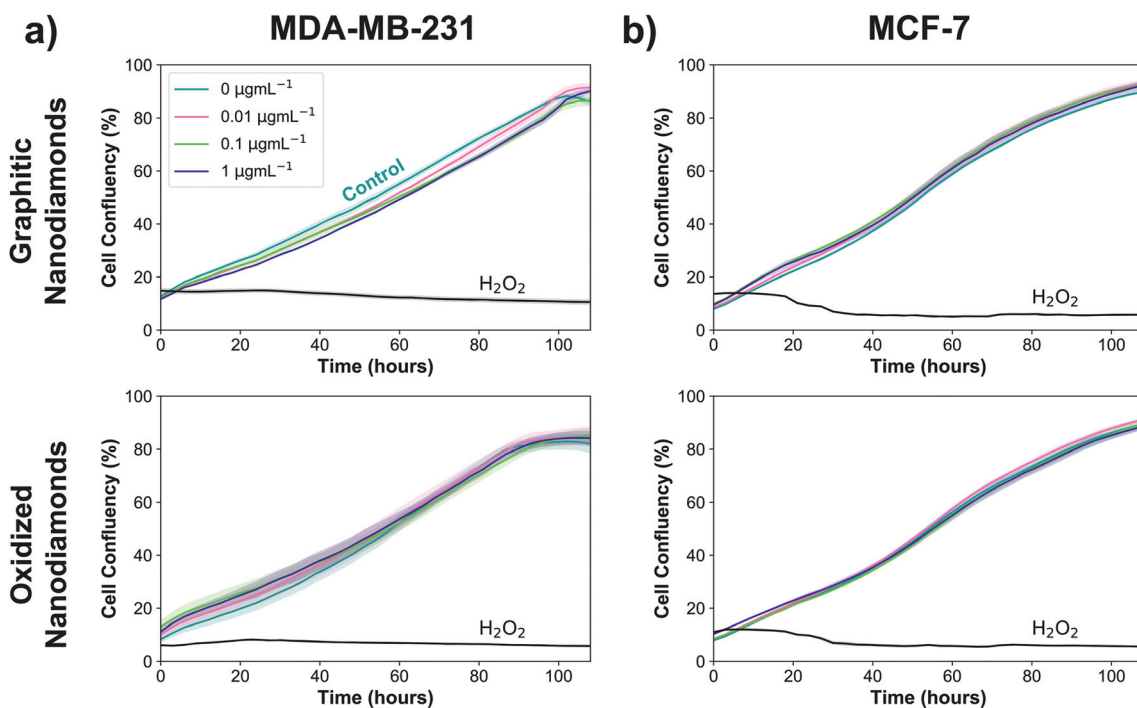 a) MDA-MB-231
b) MCF-7
Graphitic
Nanodiamonds
Cell Confluency (%)
100
80
60
40
20
0
0 µgmL⁻¹
0.01 µgmL⁻¹
0.1 µgmL⁻¹
1 µgmL⁻¹
Control
H₂O₂
0 20 40 60 80 100
Time (hours)
Cell Confluency (%)
100
80
60
40
20
0
H₂O₂
0 20 40 60 80 100
Time (hours)
Oxidized
Nanodiamonds
Cell Confluency (%)
100
80
60
40
20
0
H₂O₂
0 20 40 60 80 100
Time (hours)
Cell Confluency (%)
100
80
60
40
20
0
H₂O₂
0 20 40 60 80 100
Time (hours)